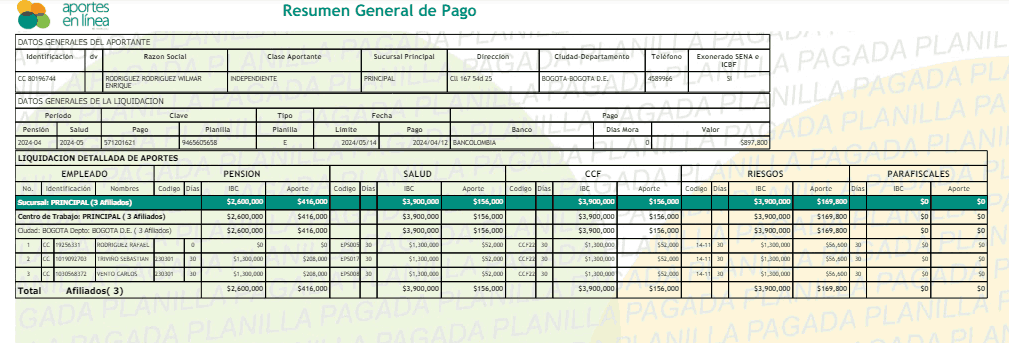 aportes
en línea
Resumen General de Pago
DATOS GENERALES DEL APORTANTE
Identificación dv Razon Social Clase Aportante Sucursal Principal Dirección Ciudad-Departamento Teléfono Exonerado SENA e ICBF
CC 80196744 RODRIGUEZ RODRIGUEZ WILMAR ENRIQUE INDEPENDIENTE PRINCIPAL Cll 167 54d 25 BOGOTA-BOGOTA D.E. 4589966 SI
DATOS GENERALES DE LA LIQUIDACION
Periodo Clave Tipo Fecha Pago
Pensión Salud Pago Planilla Planilla Limite Pago Banco Dias Mora Valor
2024-04 2024-05 571201621 9465605658 E 2024/05/14 2024/04/12 BANCOLOMBIA 0 $897,800
LIQUIDACION DETALLADA DE APORTES
EMPLEADO PENSION SALUD CCF RIESGOS PARAFISCALES
No. Identificación Nombres Codigo Dias IBC Aporte Codigo Dias IBC Aporte Codigo Dias IBC Aporte Codigo Dias IBC Aporte Dias IBC Aporte
Sucursal: PRINCIPAL (3 Afiliados) $2,600,000 $416,000 $3,900,000 $156,000 $3,900,000 $156,000 $3,900,000 $169,800 $0 $0
Centro de Trabajo: PRINCIPAL ( 3 Afiliados) $2,600,000 $416,000 $3,900,000 $156,000 $3,900,000 $156,000 $3,900,000 $169,800 $0 $0
Ciudad: BOGOTA Depto: BOGOTA D.E. ( 3 Afiliados) $2,600,000 $416,000 $3,900,000 $156,000 $3,900,000 $156,000 $3,900,000 $169,800 $0 $0
1 CC 19256331 RODRIGUEZ RAFAEL 0 $0 $0 EPS005 30 $1,300,000 $52,000 CCF22 30 $1,300,000 $52,000 14-11 30 $1,300,000 $56,600 30 $0 $0
2 CC 1019092703 TRIVIÑO SEBASTIAN 230301 30 $1,300,000 $208,000 EPS017 30 $1,300,000 $52,000 CCF22 30 $1,300,000 $52,000 14-11 30 $1,300,000 $56,600 30 $0 $0
3 CC 1030568372 VENTO CARLOS 230301 30 $1,300,000 $208,000 EPS008 30 $1,300,000 $52,000 CCF22 30 $1,300,000 $52,000 14-11 30 $1,300,000 $56,600 30 $0 $0
Total Afiliados( 3) $2,600,000 $416,000 $3,900,000 $156,000 $3,900,000 $156,000 $3,900,000 $169,800 $0 $0
PLANILLA PAGADA PLANILLA PAGADA PLANILLA PAGADA